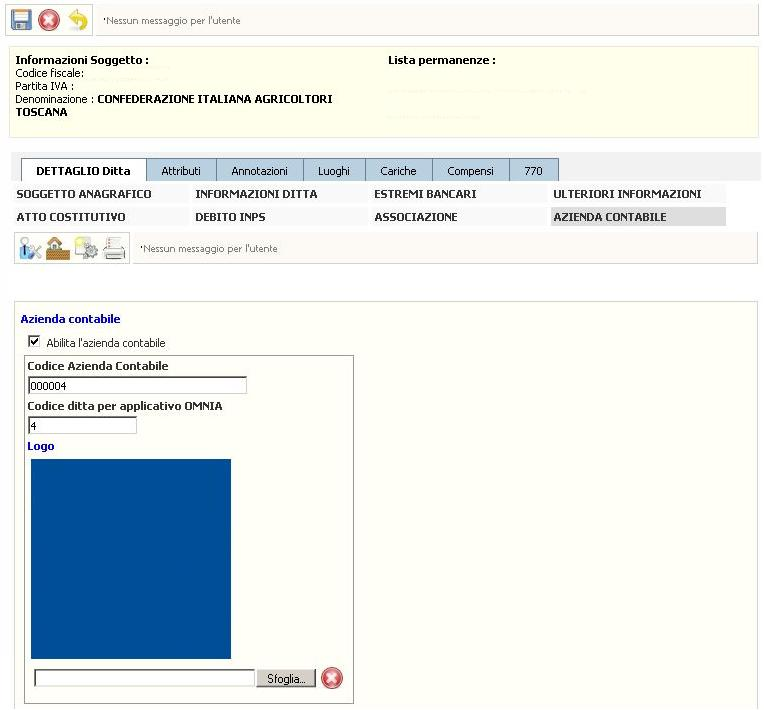 'Nessun messaggio per l'utente
Informazioni Soggetto :
Codice fiscale:
Partita IVA :
Denominazione : CONFEDERAZIONE ITALIANA AGRICOLTORI
TOSCANA
Lista permanenze :
DETTAGLIO Ditta Attributi Annotazioni Luoghi Cariche Compensi 770
SOGGETTO ANAGRAFICO INFORMAZIONI DITTA ESTREMI BANCARI ULTERIORI INFORMAZIONI
ATTO COSTITUTIVO DEBITO INPS ASSOCIAZIONE AZIENDA CONTABILE
'Nessun messaggio per l'utente
Azienda contabile
Abilita l'azienda contabile
Codice Azienda Contabile
000004
Codice ditta per applicativo OMNIA
4
Logo
Sfoglia...